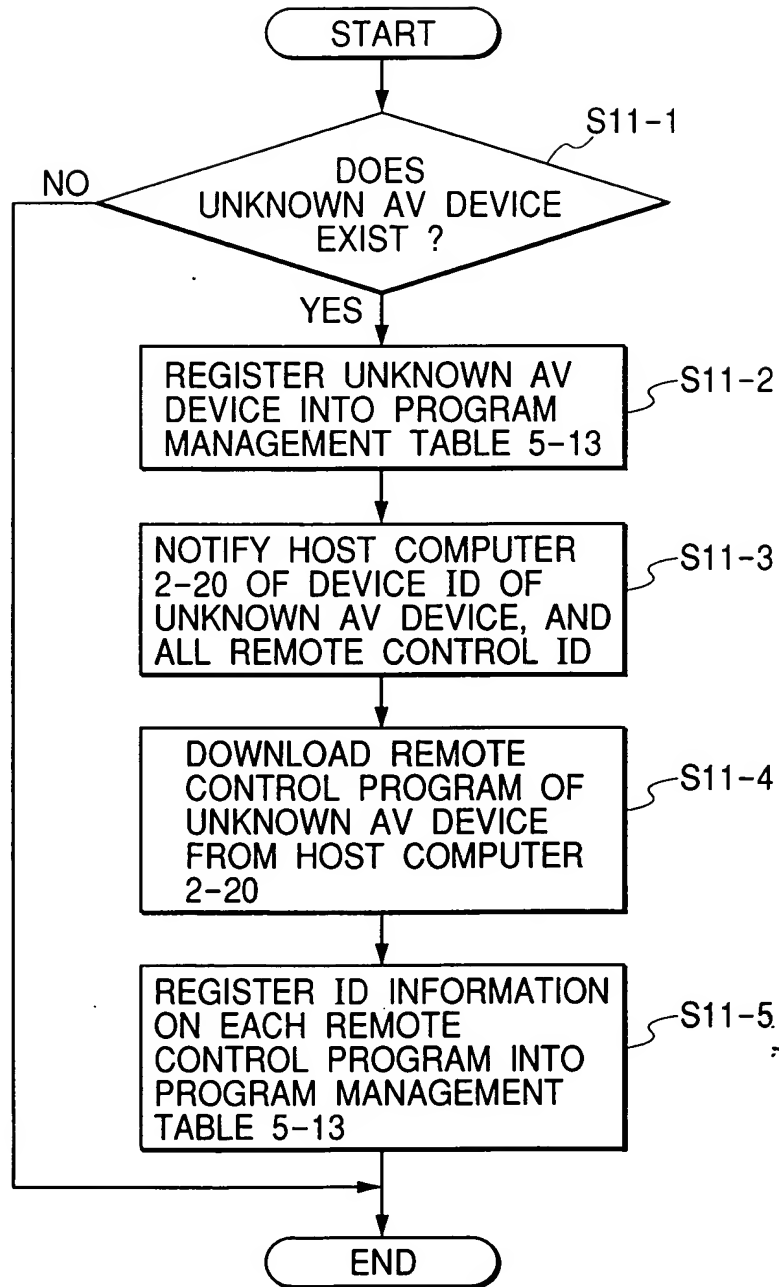 START
S11-1
DOES
UNKNOWN AV DEVICE
EXIST ?
NO
YES
REGISTER UNKNOWN AV
DEVICE INTO PROGRAM
MANAGEMENT TABLE 5-13
S11-2
NOTIFY HOST COMPUTER
2-20 OF DEVICE ID OF
UNKNOWN AV DEVICE, AND
ALL REMOTE CONTROL ID
S11-3
DOWNLOAD REMOTE
CONTROL PROGRAM OF
UNKNOWN AV DEVICE
FROM HOST COMPUTER
2-20
S11-4
REGISTER ID INFORMATION
ON EACH REMOTE
CONTROL PROGRAM INTO
PROGRAM MANAGEMENT
TABLE 5-13
S11-5
END